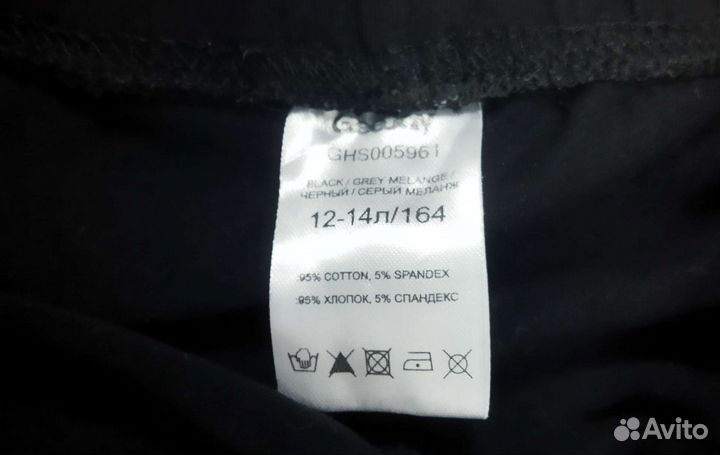 GHS005961
BLACK / GREY MELANGE /
ЧЕРНЫЙ / СЕРЫЙ МЕЛАНЖ
12-14л/164
:95% COTTON, 5% SPANDEX
:95% ХЛОПОК, 5% СПАНДЕКС
Avito